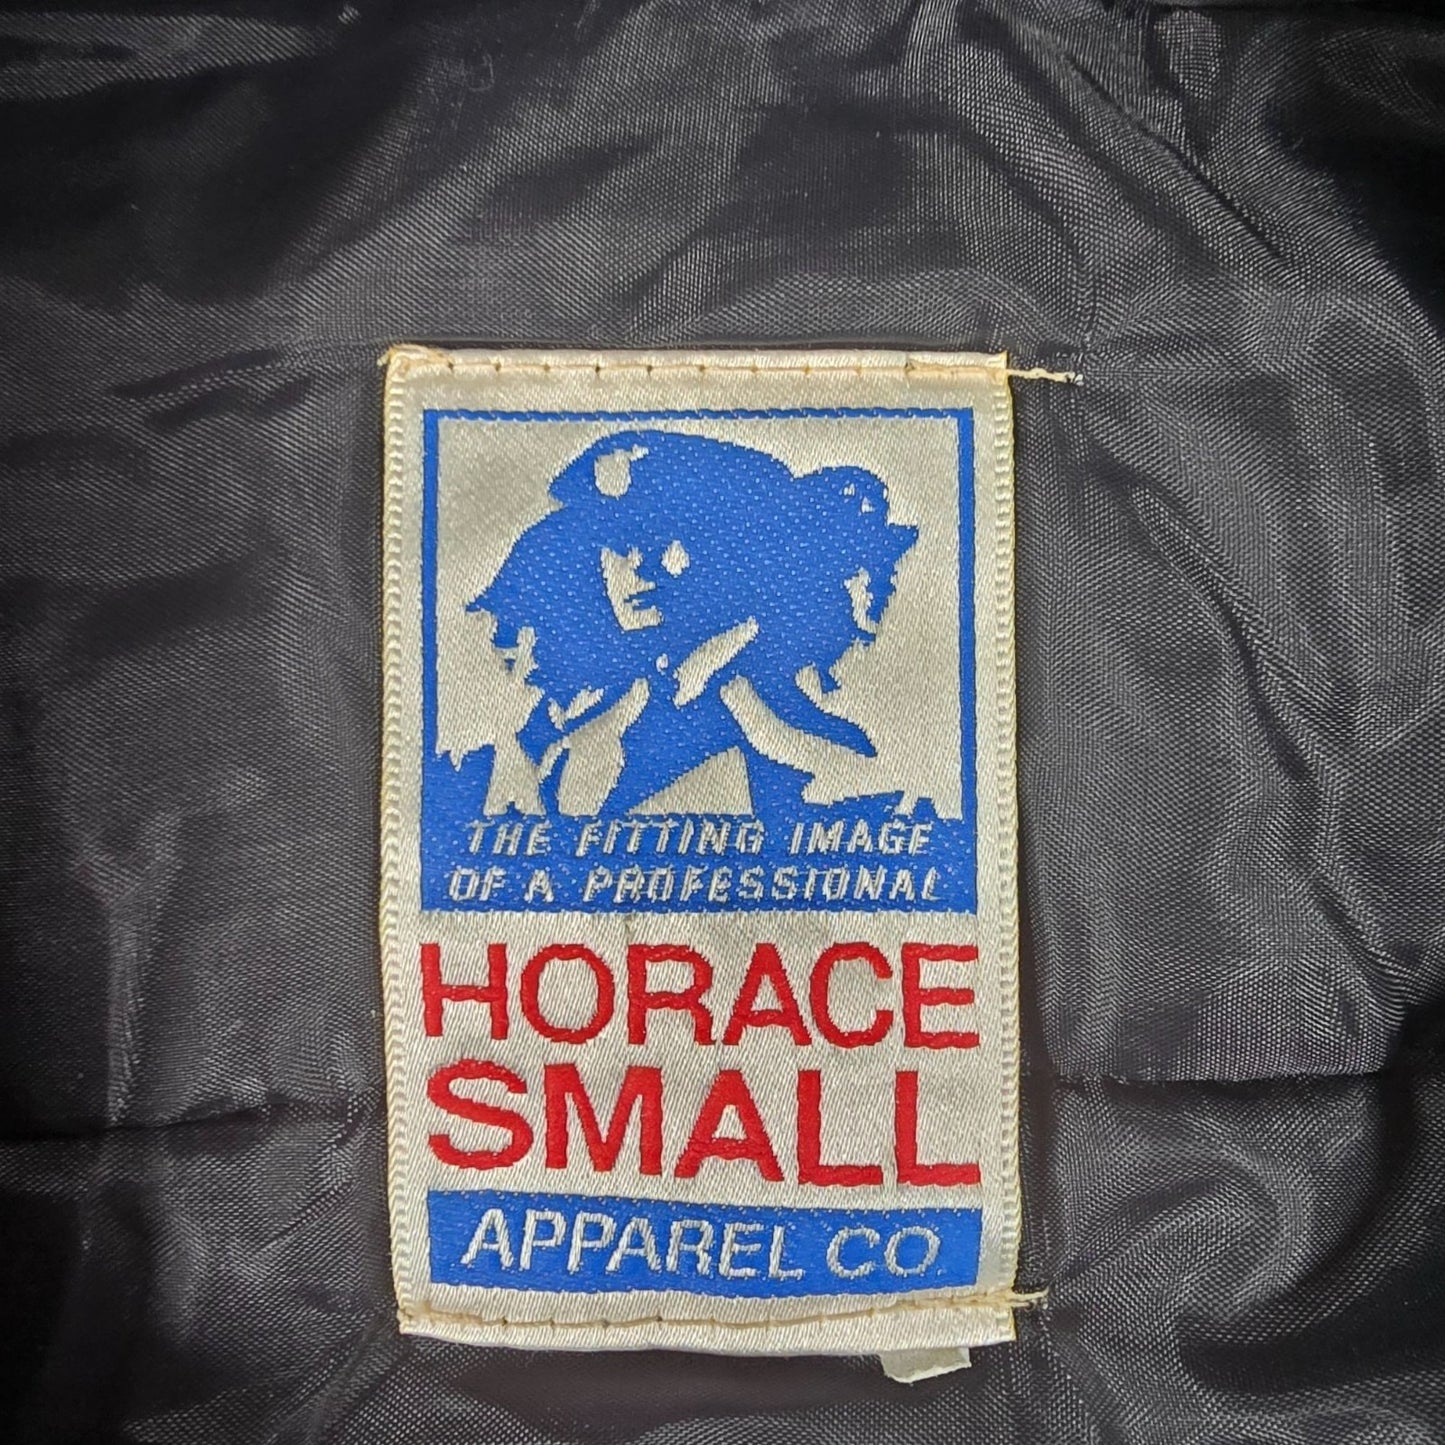 THE FITTING IMAGE
OF A PROFESSIONAL
HORACE
SMALL
APPAREL CO